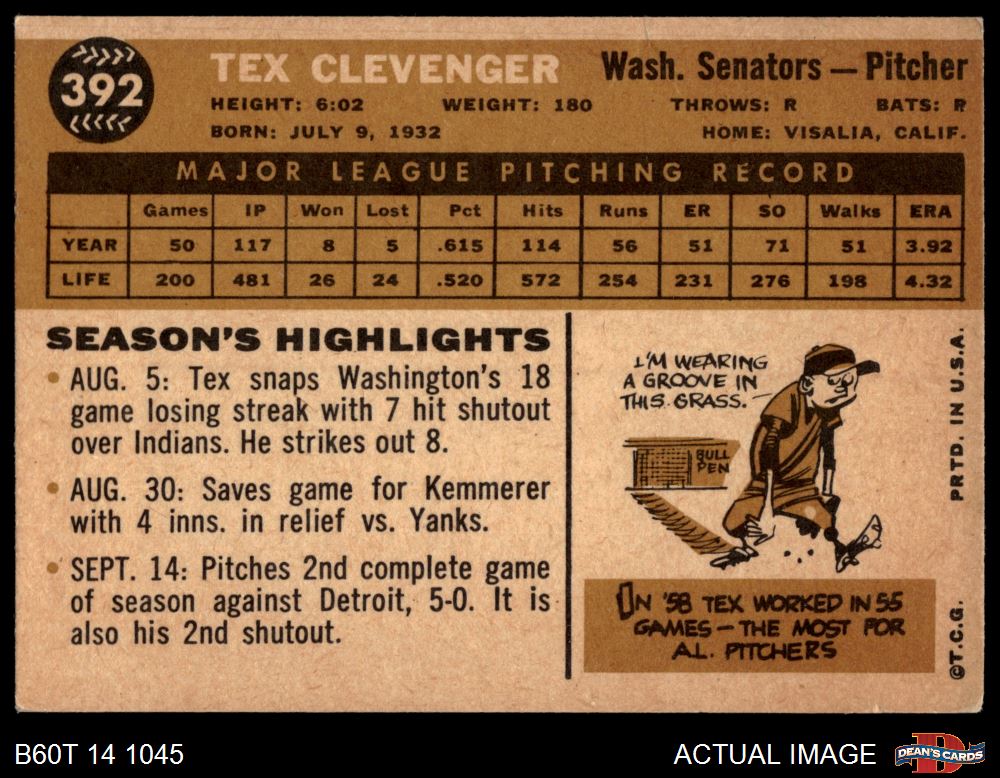 392
TEX CLEVENGER Wash. Senators — Pitcher
HEIGHT: 6:02 WEIGHT: 180 THROWS: R BATS: R
BORN: JULY 9, 1932 HOME: VISALIA, CALIF.
MAJOR LEAGUE PITCHING RECORD
Games IP Won Lost Pct Hits Runs ER SO Walks ERA
YEAR 50 117 8 5 .615 114 56 51 71 51 3.92
LIFE 200 481 26 24 .520 572 254 231 276 198 4.32
SEASON'S HIGHLIGHTS
• AUG. 5: Tex snaps Washington's 18
game losing streak with 7 hit shutout
over Indians. He strikes out 8.
• AUG. 30: Saves game for Kemmerer
with 4 inns. in relief vs. Yanks.
• SEPT. 14: Pitches 2nd complete game
of season against Detroit, 5-0. It is
also his 2nd shutout.
I'M WEARING
A GROOVE IN
THIS GRASS.
BULL
PEN
IN '58 TEX WORKED IN 55
GAMES — THE MOST FOR
A.L. PITCHERS
©T.C.G. PRTD. IN U.S.A.
B60T 14 1045 ACTUAL IMAGE
DEAN'S CARDS